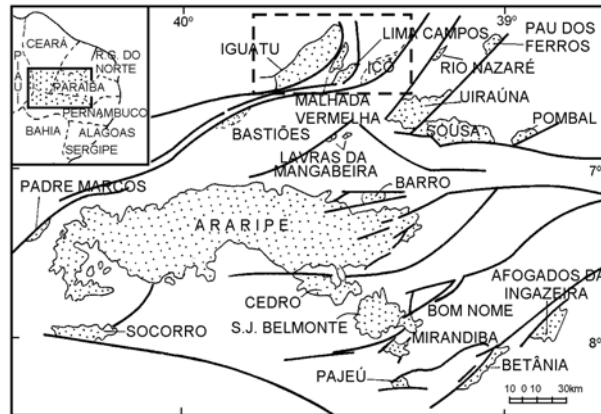 40
39
CEARÁ
R.G. DO
NORTE
PIAUÍ
PARAÍBA
PERNAMBUCO
BAHIA
ALAGOAS
SERGIPE
IGUATU
LIMA CAMPOS
ICÓ
MALHADA
VERMELHA
PAU DOS
FERROS
RIO NAZARÉ
UIRAÚNA
SOUSA
POMBAL
BASTIÕES
LAVRAS DA
MANGABEIRA
7°
PADRE MARCOS
BARRO
ARARIPE
CEDRO
S.J. BELMONTE
BOM NOME
AFOGADOS DA
INGAZEIRA
SOCORRO
MIRANDIBA
8°
PAJEÚ
BETÂNIA
10 0 10 30km